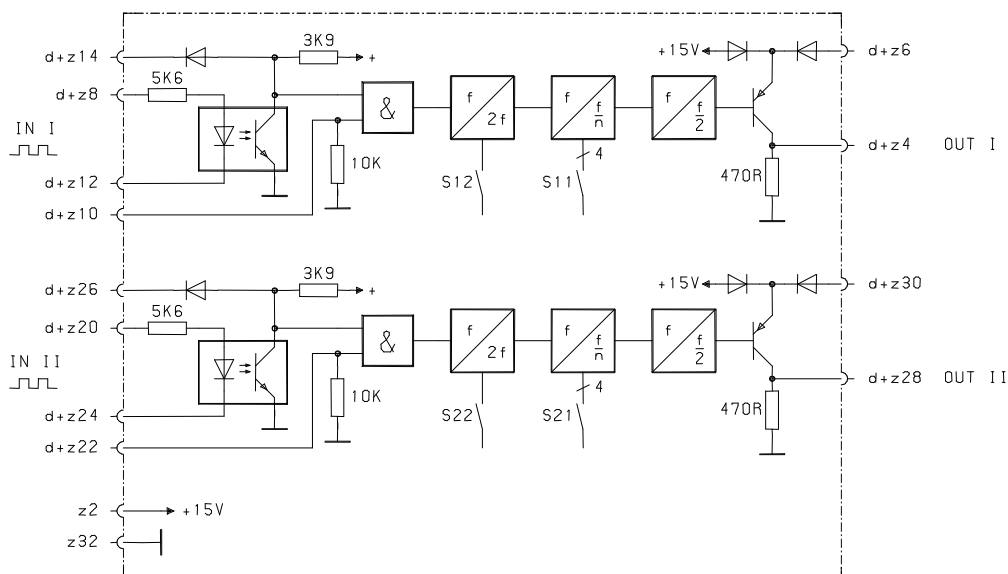 d+z14
3K9
+
+15V
d+z6
d+z8
5K6
&
f
2f
f
f
n
f
2
IN I
10K
4
d+z4
OUT I
d+z12
S12
S11
470R
d+z10
d+z26
3K9
+
+15V
d+z30
d+z20
5K6
&
f
2f
f
f
n
f
2
IN II
10K
4
d+z28
OUT II
d+z24
S22
S21
470R
d+z22
z2
+15V
z32